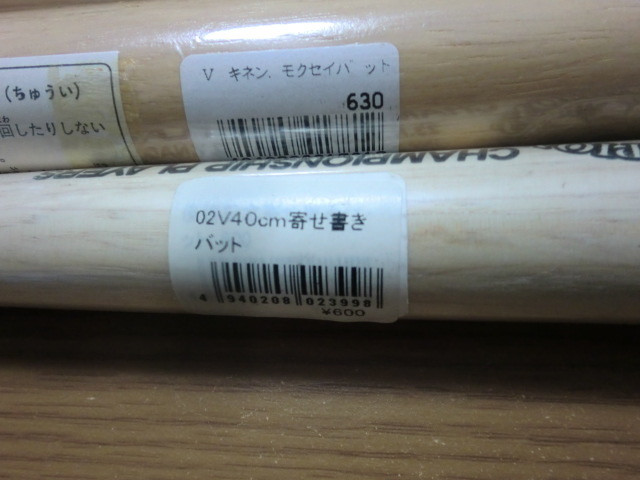 V キネン、モクセイバット
630
(ちゅうい)
したりしない
CHAMPIONSHIP PLAYERS
02V40cm寄せ書き
バット
4 940208 023998
¥600